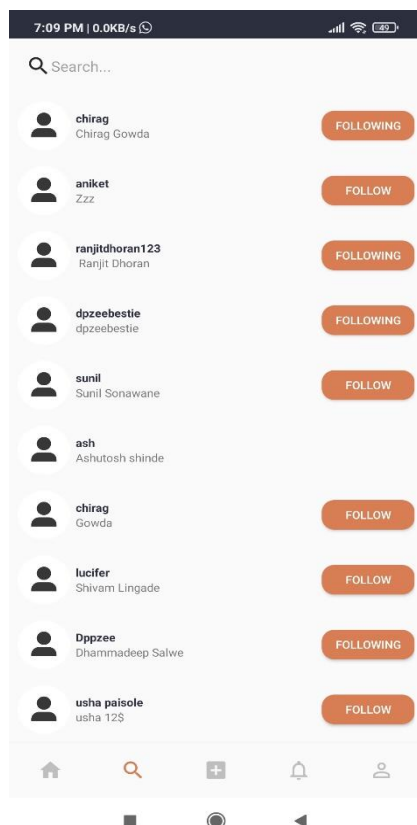 7:09 PM | 0.0KB/s
49
Search...
chirag
Chirag Gowda
FOLLOWING
aniket
Zzz
FOLLOW
ranjitdhoran123
Ranjit Dhoran
FOLLOWING
dpzeebestie
dpzeebestie
FOLLOWING
sunil
Sunil Sonawane
FOLLOW
ash
Ashutosh shinde
chirag
Gowda
FOLLOW
lucifer
Shivam Lingade
FOLLOW
Dppzee
Dhammadeep Salwe
FOLLOWING
usha paisole
usha 12$
FOLLOW